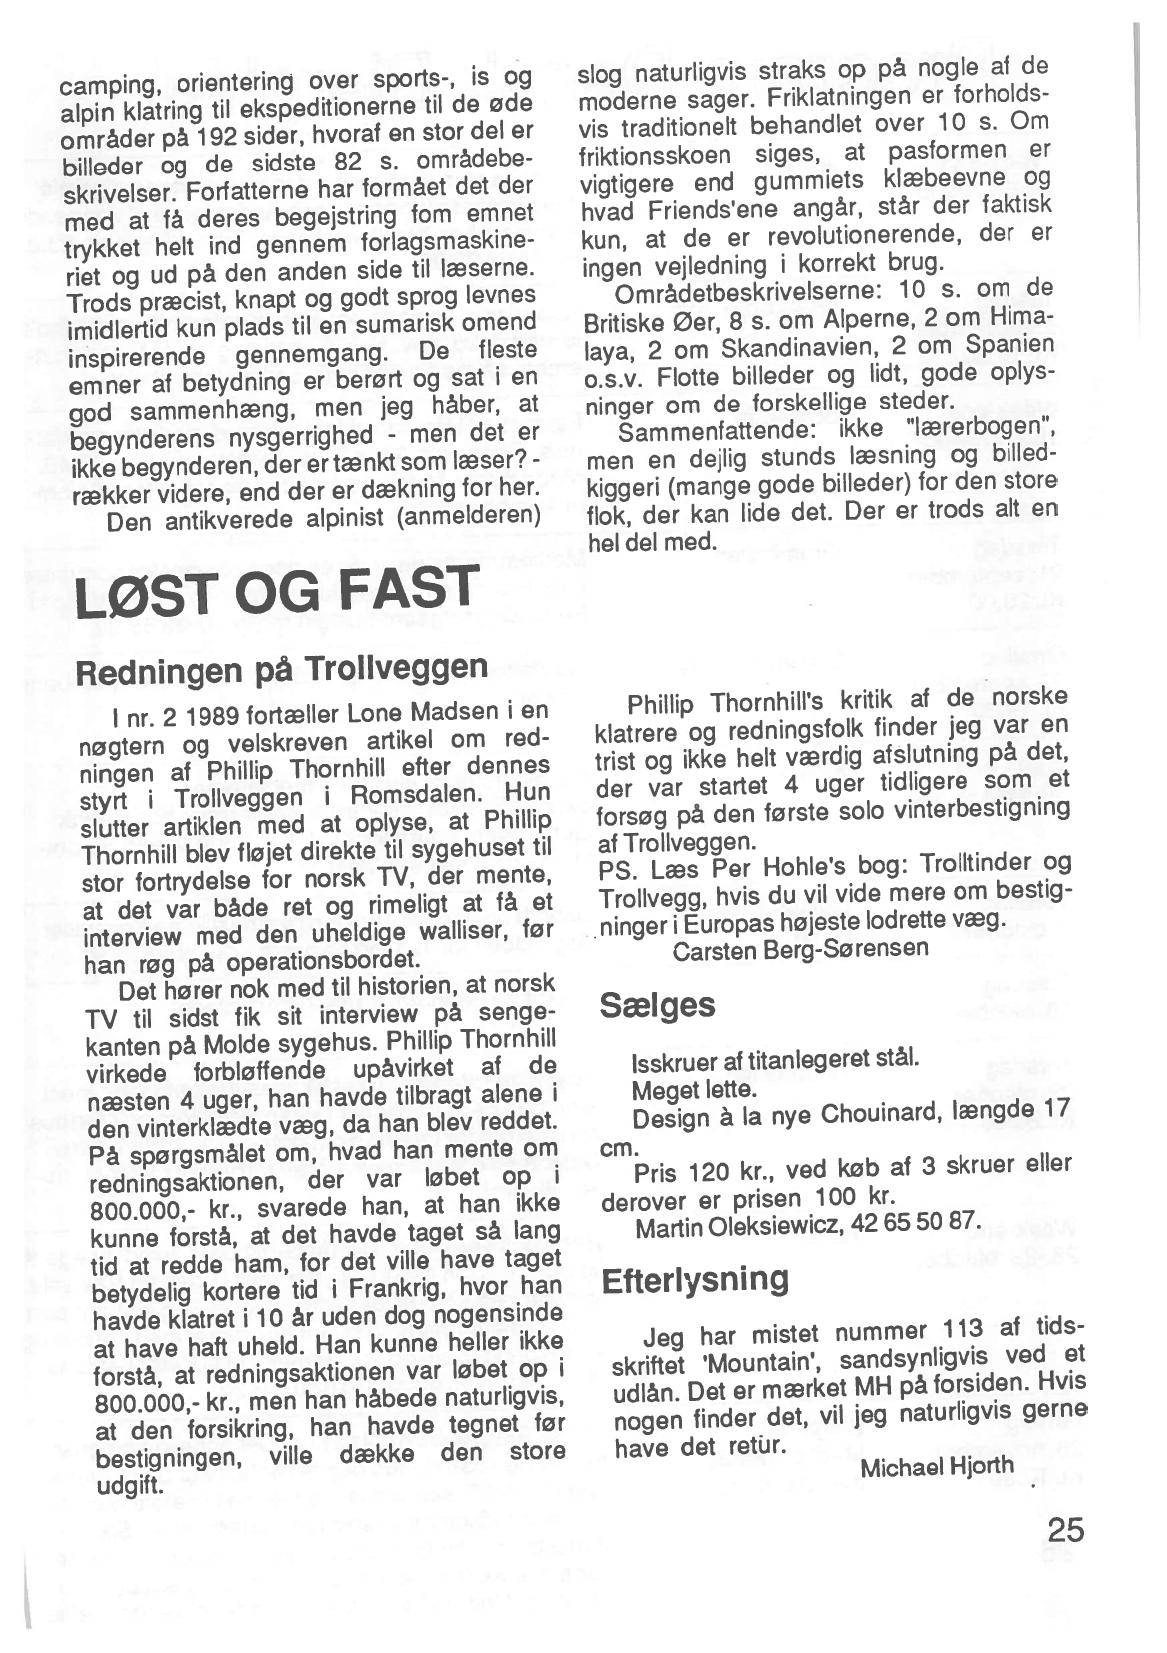 camping, orientering over sports-, is og
alpin klatring til ekspeditionerne til de øde
områder på 192 sider, hvoraf en stor del er
billeder og de sidste 82 s. områdebe-
skrivelser. Forfatterne har formået det der
med at få deres begejstring fom emnet
trykket helt ind gennem forlagsmaskine-
riet og ud på den anden side til læserne.
Trods præcist, knapt og godt sprog levnes
imidlertid kun plads til en sumarisk omend
inspirerende gennemgang. De fleste
emner af betydning er berørt og sat i en
god sammenhæng, men jeg håber, at
begynderens nysgerrighed - men det er
ikke begynderen, der er tænkt som læser? -
rækker videre, end der er dækning for her.
Den antikverede alpinist (anmelderen)
slog naturligvis straks op på nogle af de
moderne sager. Friklatningen er forholds-
vis traditionelt behandlet over 10 s. Om
friktionsskoen siges, at pasformen er
vigtigere end gummiets klæbeevne og
hvad Friends'ene angår, står der faktisk
kun, at de er revolutionerende, der er
ingen vejledning i korrekt brug.
Områdetbeskrivelserne: 10 s. om de
Britiske Øer, 8 s. om Alperne, 2 om Hima-
laya, 2 om Skandinavien, 2 om Spanien
o.s.v. Flotte billeder og lidt, gode oplys-
ninger om de forskellige steder.
Sammenfattende: ikke "lærerbogen",
men en dejlig stunds læsning og billed-
kiggeri (mange gode billeder) for den store
flok, der kan lide det. Der er trods alt en
hel del med.
LØST OG FAST
Redningen på Trollveggen
I nr. 2 1989 fortæller Lone Madsen i en
nøgtern og velskreven artikel om red-
ningen af Phillip Thornhill efter dennes
styrt i Trollveggen i Romsdalen. Hun
slutter artiklen med at oplyse, at Phillip
Thornhill blev fløjet direkte til sygehuset til
stor fortrydelse for norsk TV, der mente,
at det var både ret og rimeligt at få et
interview med den uheldige walliser, før
han røg på operationsbordet.
Det hører nok med til historien, at norsk
TV til sidst fik sit interview på senge-
kanten på Molde sygehus. Phillip Thornhill
virkede forbløffende upåvirket af de
næsten 4 uger, han havde tilbragt alene i
den vinterklædte væg, da han blev reddet.
På spørgsmålet om, hvad han mente om
redningsaktionen, der var løbet op i
800.000,- kr., svarede han, at han ikke
kunne forstå, at det havde taget så lang
tid at redde ham, for det ville have taget
betydelig kortere tid i Frankrig, hvor han
havde klatret i 10 år uden dog nogensinde
at have haft uheld. Han kunne heller ikke
forstå, at redningsaktionen var løbet op i
800.000,- kr., men han håbede naturligvis,
at den forsikring, han havde tegnet før
bestigningen, ville dække den store
udgift.
Phillip Thornhill's kritik af de norske
klatrere og redningsfolk finder jeg var en
trist og ikke helt værdig afslutning på det,
der var startet 4 uger tidligere som et
forsøg på den første solo vinterbestigning
af Trollveggen.
PS. Læs Per Hohle's bog: Trolltinder og
Trollvegg, hvis du vil vide mere om bestig-
ninger i Europas højeste lodrette væg.
Carsten Berg-Sørensen
Sælges
Isskruer af titanlegeret stål.
Meget lette.
Design à la nye Chouinard, længde 17
cm.
Pris 120 kr., ved køb af 3 skruer eller
derover er prisen 100 kr.
Martin Oleksiewicz, 42 65 50 87.
Efterlysning
Jeg har mistet nummer 113 af tids-
skriftet 'Mountain', sandsynligvis ved et
udlån. Det er mærket MH på forsiden. Hvis
nogen finder det, vil jeg naturligvis gerne
have det retur.
Michael Hjorth
25